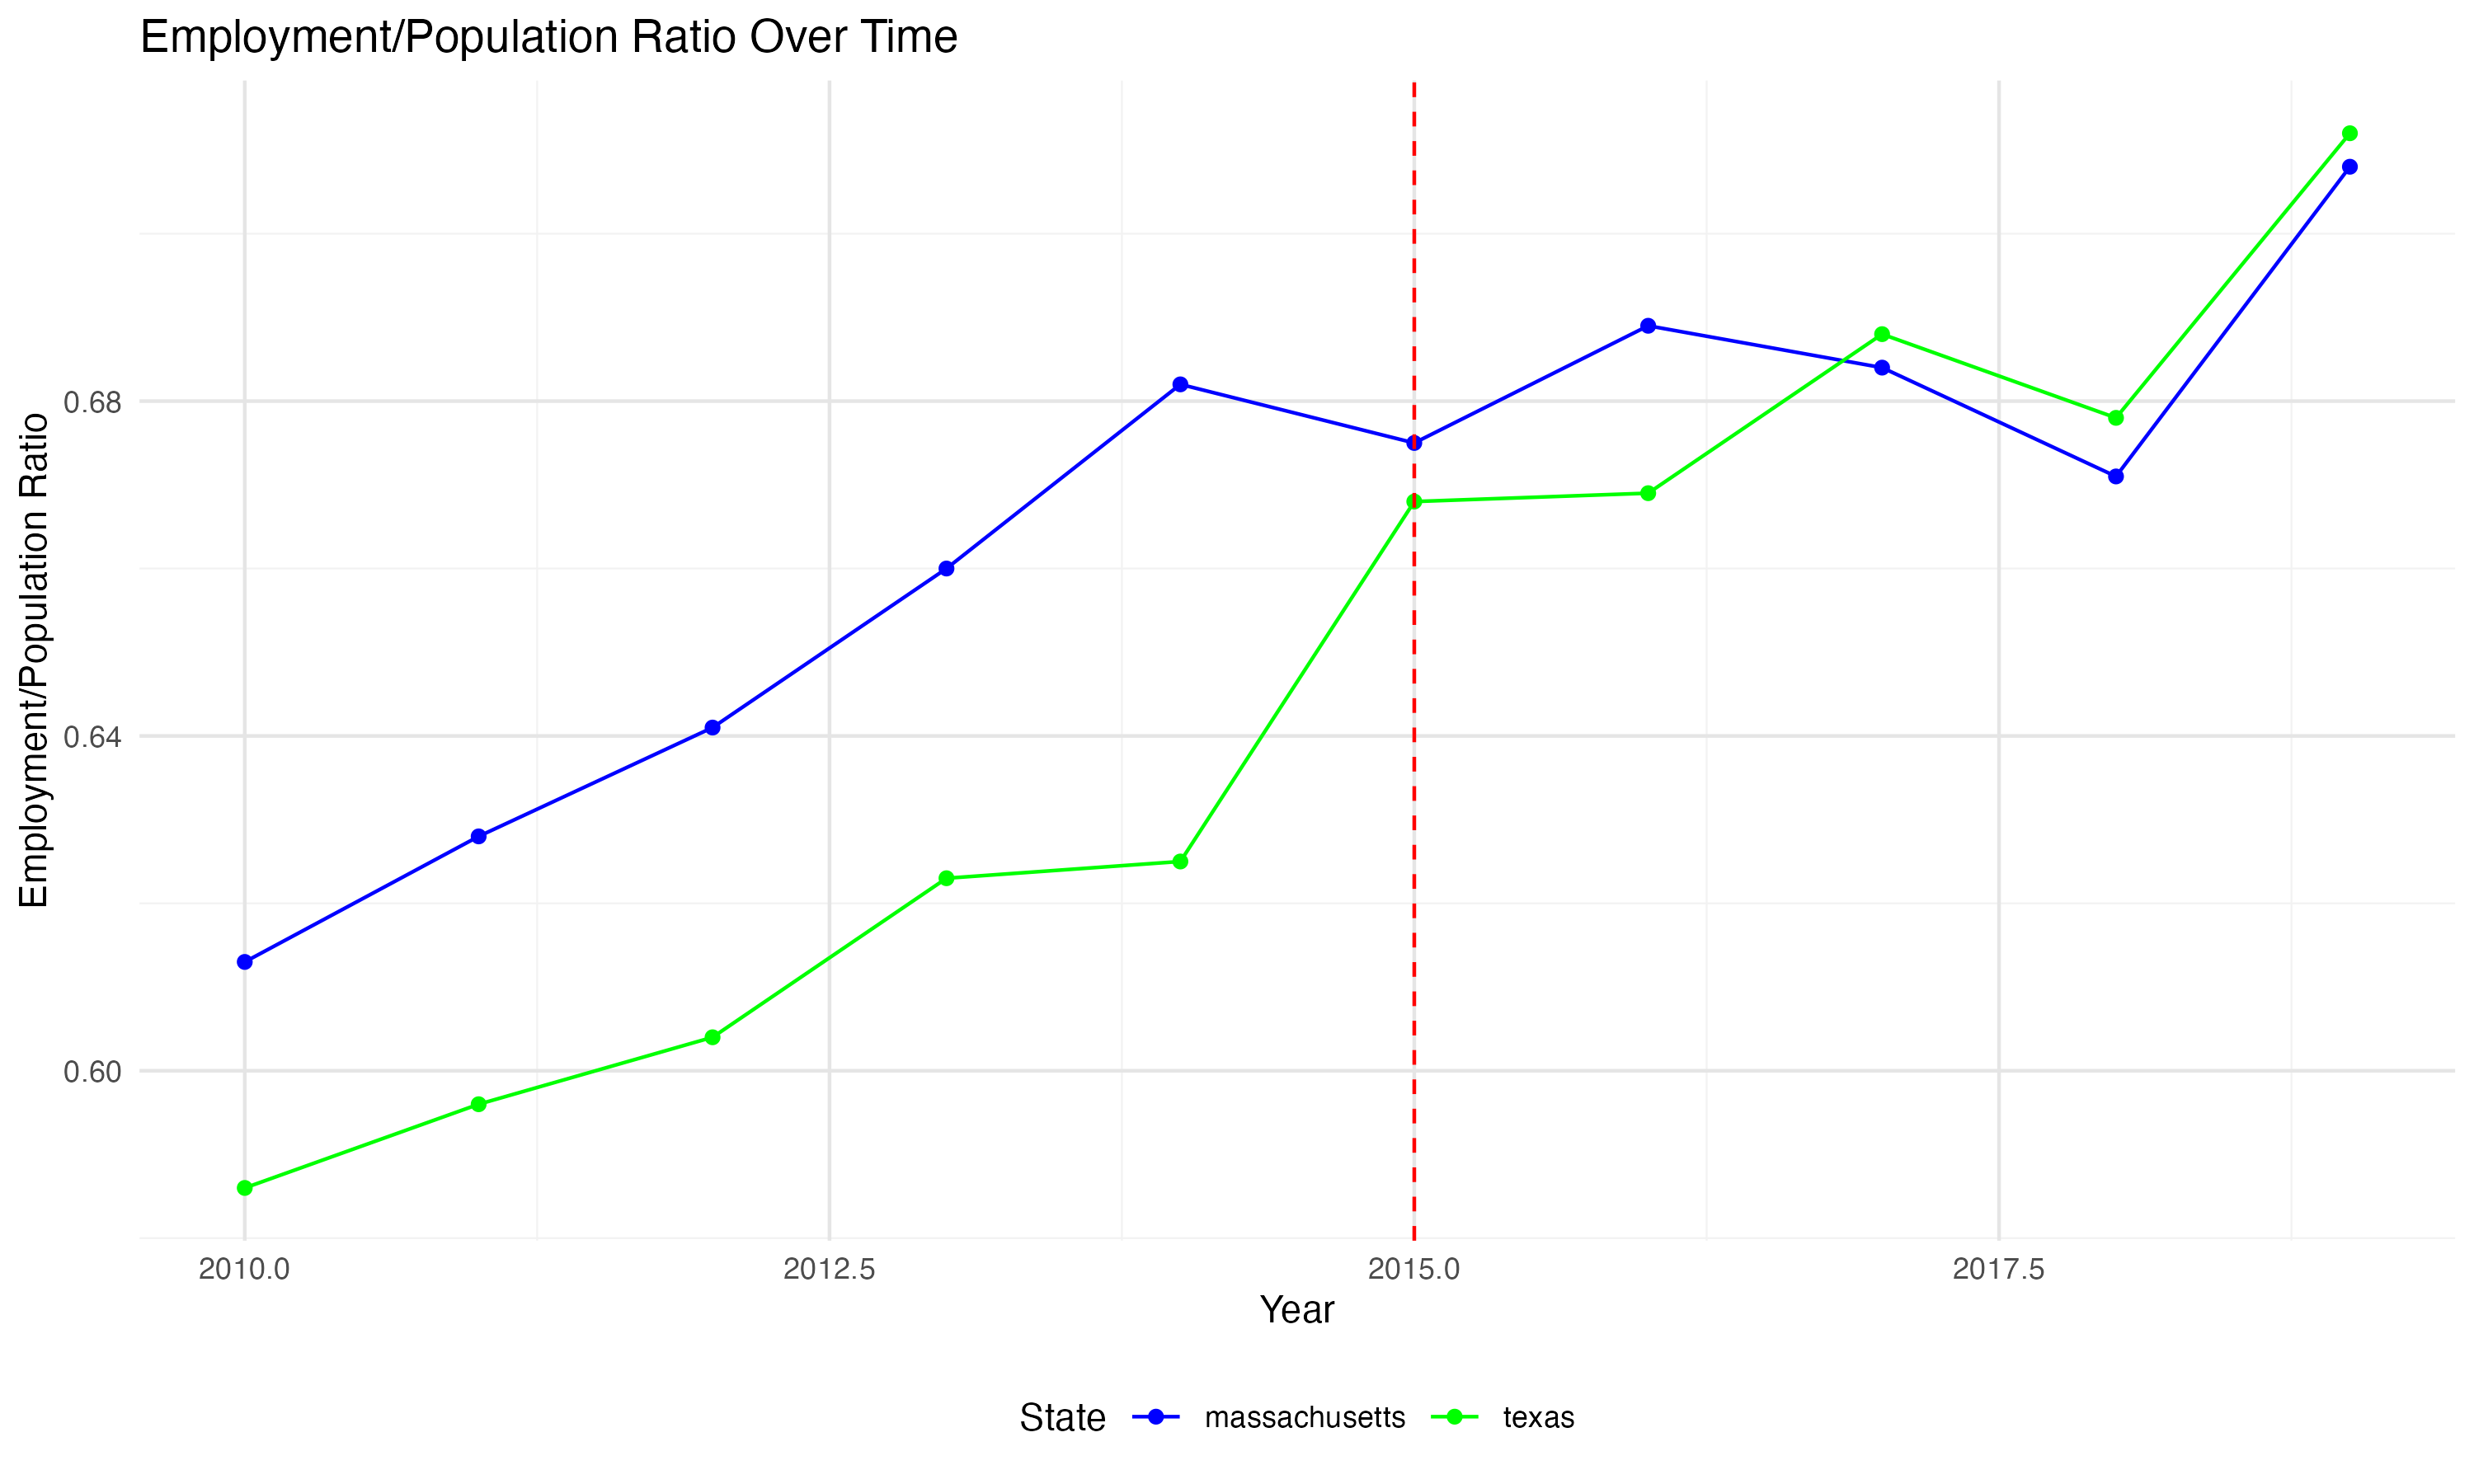 Employment/Population Ratio Over Time
Employment/Population Ratio
0.68
0.64
0.60
2010.0 2012.5 2015.0 2017.5
Year
State massachusetts texas